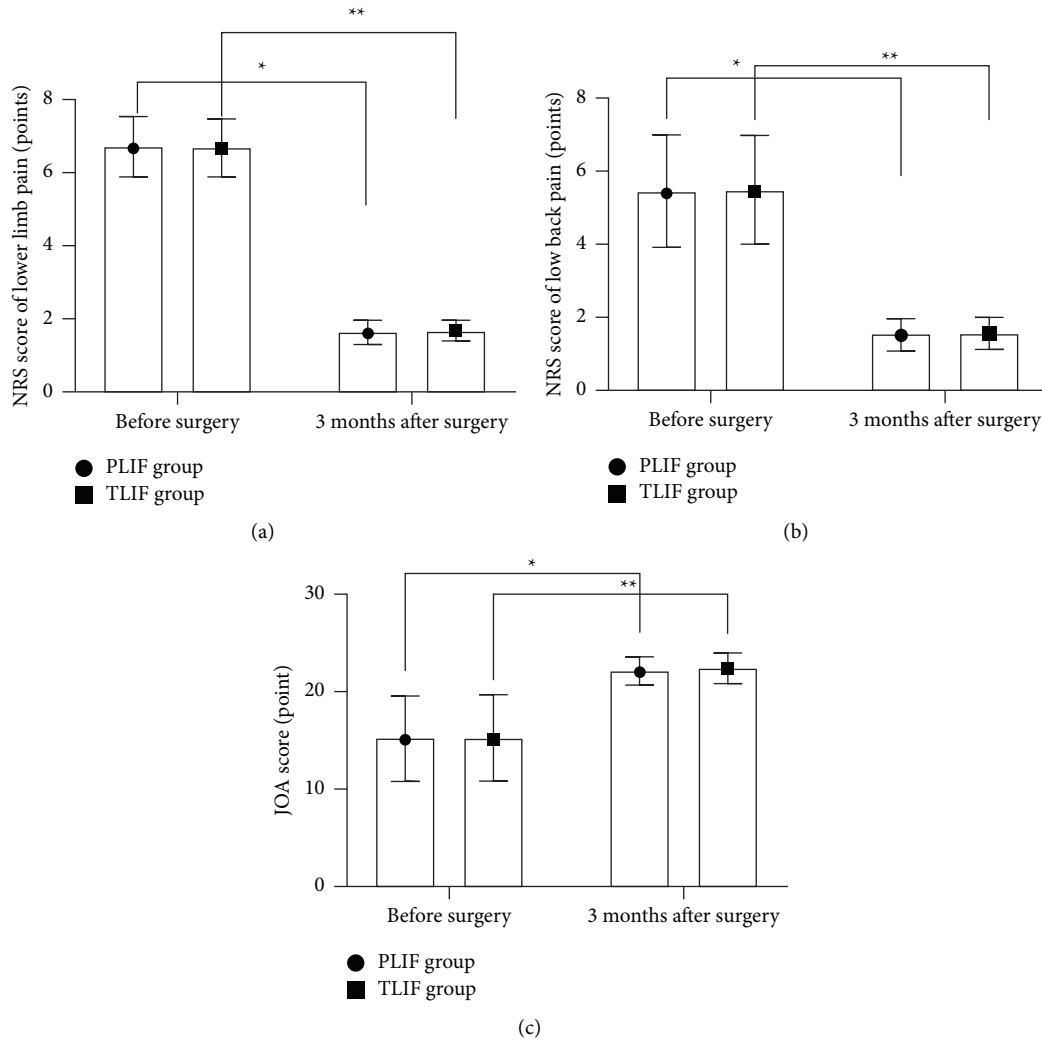 **
*
NRS score of lower limb pain (points)
8
6
4
2
0
Before surgery
3 months after surgery
PLIF group
TLIF group
(a)
*
**
NRS score of low back pain (points)
8
6
4
2
0
Before surgery
3 months after surgery
PLIF group
TLIF group
(b)
*
**
JOA score (point)
30
20
10
0
Before surgery
3 months after surgery
PLIF group
TLIF group
(c)